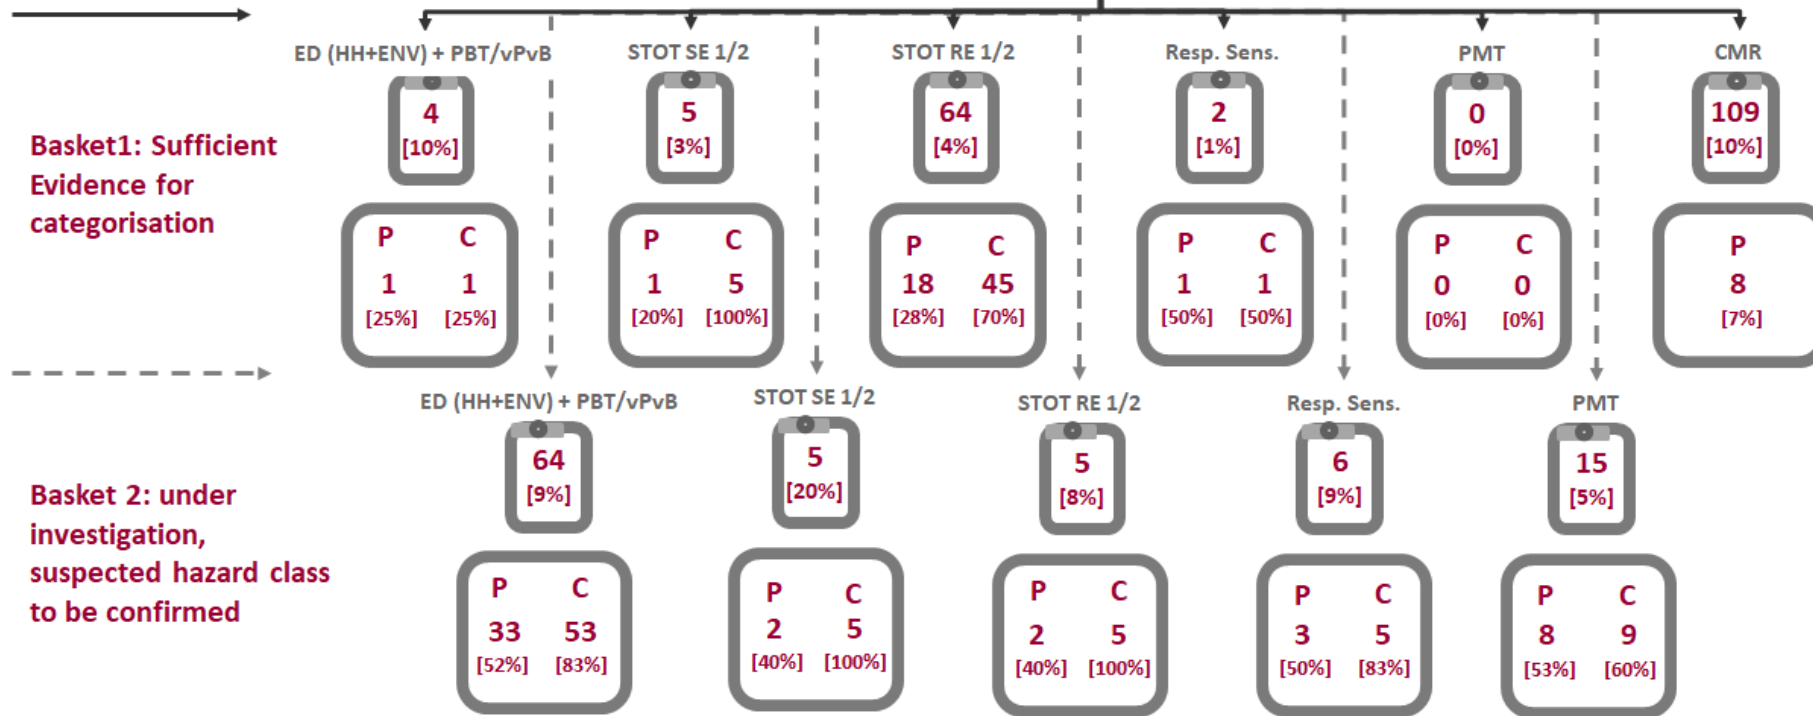 ED (HH+ENV) + PBT/vPvB
STOT SE 1/2
STOT RE 1/2
Resp. Sens.
PMT
CMR
Basket1: Sufficient
Evidence for
categorisation
4
[10%]
5
[3%]
64
[4%]
2
[1%]
0
[0%]
109
[10%]
P C
1 1
[25%] [25%]
P C
1 5
[20%] [100%]
P C
18 45
[28%] [70%]
P C
1 1
[50%] [50%]
P C
0 0
[0%] [0%]
P
8
[7%]
ED (HH+ENV) + PBT/vPvB
STOT SE 1/2
STOT RE 1/2
Resp. Sens.
PMT
Basket 2: under
investigation,
suspected hazard class
to be confirmed
64
[9%]
5
[20%]
5
[8%]
6
[9%]
15
[5%]
P C
33 53
[52%] [83%]
P C
2 5
[40%] [100%]
P C
2 5
[40%] [100%]
P C
3 5
[50%] [83%]
P C
8 9
[53%] [60%]